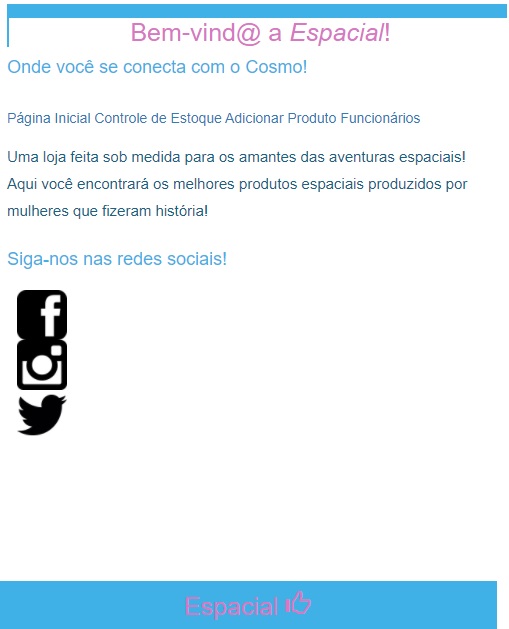 Bem-vind@ a Espacial!
Onde você se conecta com o Cosmo!
Página Inicial Controle de Estoque Adicionar Produto Funcionários
Uma loja feita sob medida para os amantes das aventuras espaciais!
Aqui você encontrará os melhores produtos espaciais produzidos por
mulheres que fizeram história!
Siga-nos nas redes sociais!
Espacial